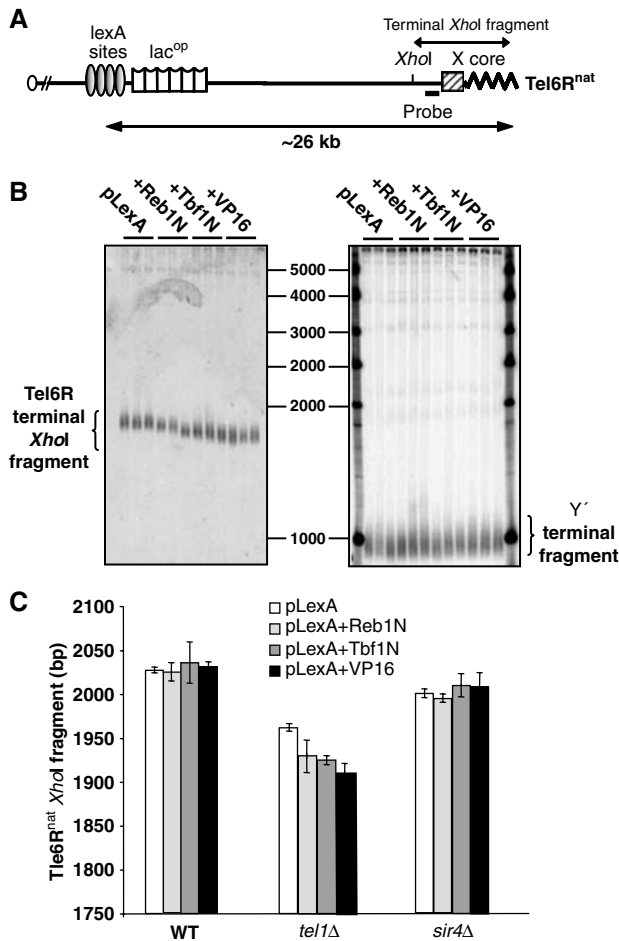 A
Terminal XhoI fragment
lexA
sites
lac^op
XhoI
X core
Tel6R^nat
Probe
~26 kb
B
pLexA
+Reb1N
+Tbf1N
+VP16
pLexA
+Reb1N
+Tbf1N
+VP16
5000
4000
3000
2000
2000
1000
Tel6R
terminal
XhoI
fragment
Y´
terminal
fragment
C
Tle6R^nat XhoI fragment (bp)
2100
2050
2000
1950
1900
1850
1800
1750
pLexA
pLexA+Reb1N
pLexA+Tbf1N
pLexA+VP16
WT
tel1Δ
sir4Δ